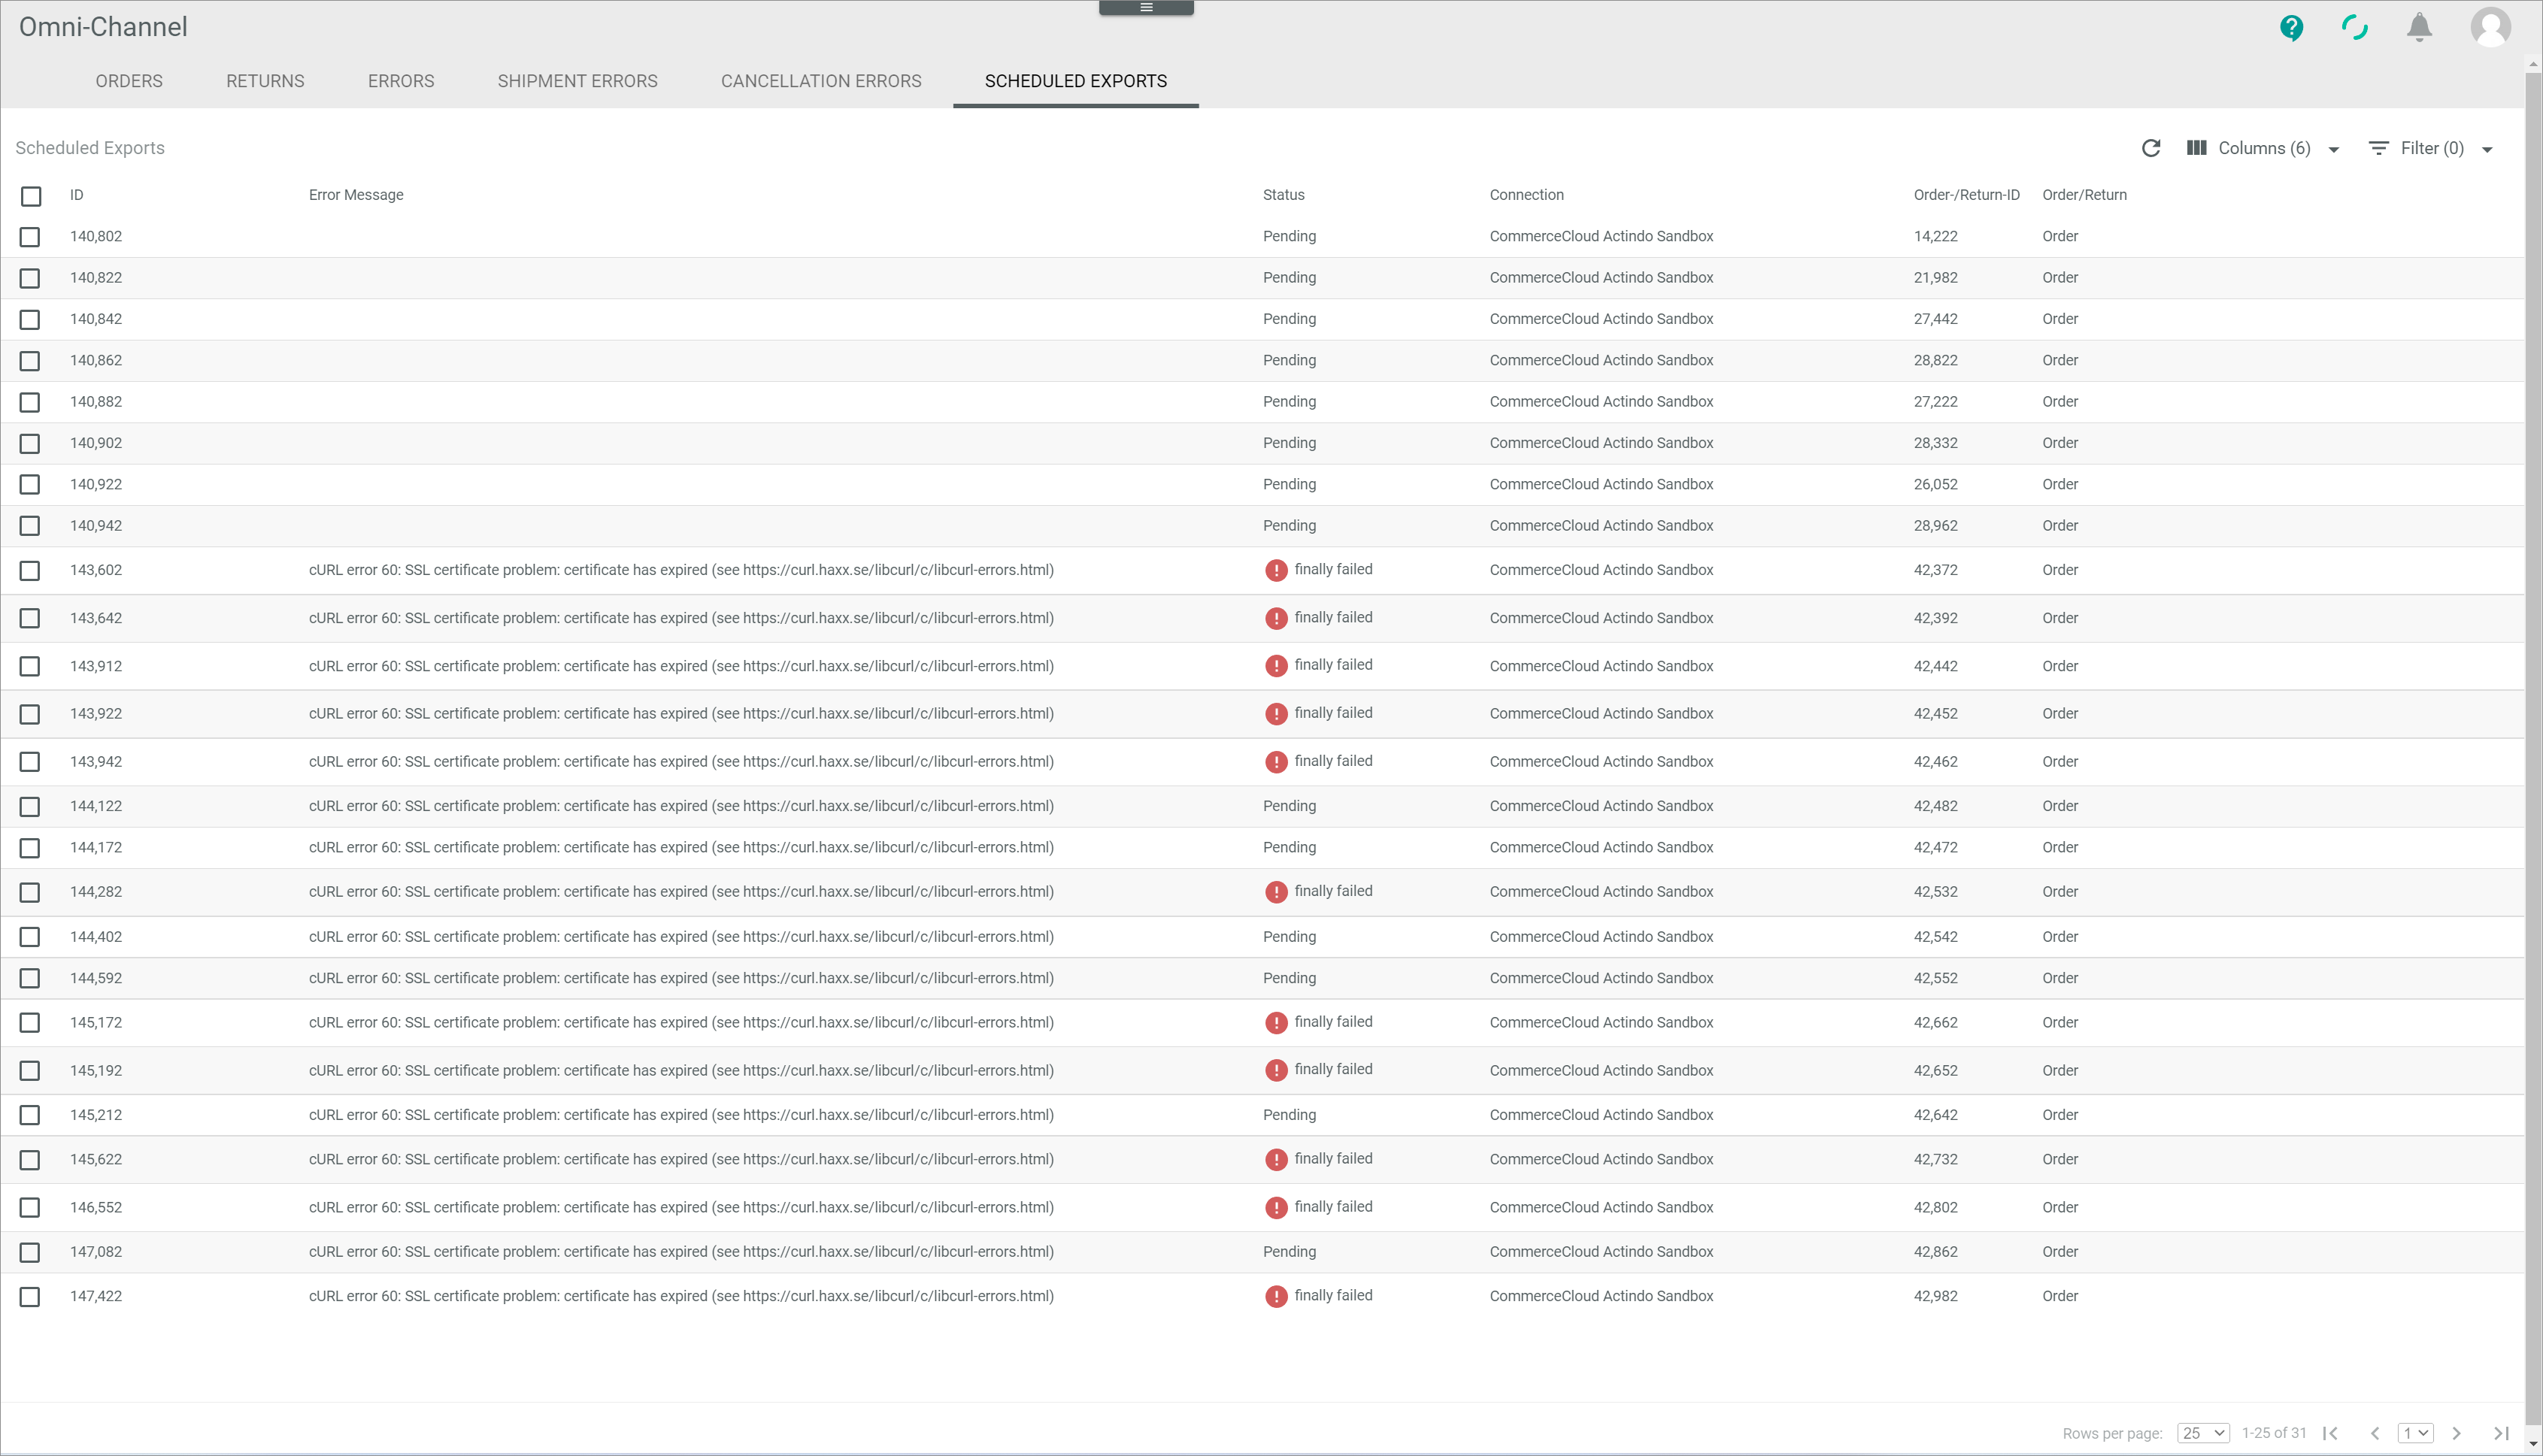 Omni-Channel
ORDERS RETURNS ERRORS SHIPMENT ERRORS CANCELLATION ERRORS SCHEDULED EXPORTS
Scheduled Exports Columns (6) Filter (0)
ID Error Message Status Connection Order-/Return-ID Order/Return
140,802 Pending CommerceCloud Actindo Sandbox 14,222 Order
140,822 Pending CommerceCloud Actindo Sandbox 21,982 Order
140,842 Pending CommerceCloud Actindo Sandbox 27,442 Order
140,862 Pending CommerceCloud Actindo Sandbox 28,822 Order
140,882 Pending CommerceCloud Actindo Sandbox 27,222 Order
140,902 Pending CommerceCloud Actindo Sandbox 28,332 Order
140,922 Pending CommerceCloud Actindo Sandbox 26,052 Order
140,942 Pending CommerceCloud Actindo Sandbox 28,962 Order
143,602 cURL error 60: SSL certificate problem: certificate has expired (see https://curl.haxx.se/libcurl/c/libcurl-errors.html) finally failed CommerceCloud Actindo Sandbox 42,372 Order
143,642 cURL error 60: SSL certificate problem: certificate has expired (see https://curl.haxx.se/libcurl/c/libcurl-errors.html) finally failed CommerceCloud Actindo Sandbox 42,392 Order
143,912 cURL error 60: SSL certificate problem: certificate has expired (see https://curl.haxx.se/libcurl/c/libcurl-errors.html) finally failed CommerceCloud Actindo Sandbox 42,442 Order
143,922 cURL error 60: SSL certificate problem: certificate has expired (see https://curl.haxx.se/libcurl/c/libcurl-errors.html) finally failed CommerceCloud Actindo Sandbox 42,452 Order
143,942 cURL error 60: SSL certificate problem: certificate has expired (see https://curl.haxx.se/libcurl/c/libcurl-errors.html) finally failed CommerceCloud Actindo Sandbox 42,462 Order
144,122 cURL error 60: SSL certificate problem: certificate has expired (see https://curl.haxx.se/libcurl/c/libcurl-errors.html) Pending CommerceCloud Actindo Sandbox 42,482 Order
144,172 cURL error 60: SSL certificate problem: certificate has expired (see https://curl.haxx.se/libcurl/c/libcurl-errors.html) Pending CommerceCloud Actindo Sandbox 42,472 Order
144,282 cURL error 60: SSL certificate problem: certificate has expired (see https://curl.haxx.se/libcurl/c/libcurl-errors.html) finally failed CommerceCloud Actindo Sandbox 42,532 Order
144,402 cURL error 60: SSL certificate problem: certificate has expired (see https://curl.haxx.se/libcurl/c/libcurl-errors.html) Pending CommerceCloud Actindo Sandbox 42,542 Order
144,592 cURL error 60: SSL certificate problem: certificate has expired (see https://curl.haxx.se/libcurl/c/libcurl-errors.html) Pending CommerceCloud Actindo Sandbox 42,552 Order
145,172 cURL error 60: SSL certificate problem: certificate has expired (see https://curl.haxx.se/libcurl/c/libcurl-errors.html) finally failed CommerceCloud Actindo Sandbox 42,662 Order
145,192 cURL error 60: SSL certificate problem: certificate has expired (see https://curl.haxx.se/libcurl/c/libcurl-errors.html) finally failed CommerceCloud Actindo Sandbox 42,652 Order
145,212 cURL error 60: SSL certificate problem: certificate has expired (see https://curl.haxx.se/libcurl/c/libcurl-errors.html) Pending CommerceCloud Actindo Sandbox 42,642 Order
145,622 cURL error 60: SSL certificate problem: certificate has expired (see https://curl.haxx.se/libcurl/c/libcurl-errors.html) finally failed CommerceCloud Actindo Sandbox 42,732 Order
146,552 cURL error 60: SSL certificate problem: certificate has expired (see https://curl.haxx.se/libcurl/c/libcurl-errors.html) finally failed CommerceCloud Actindo Sandbox 42,802 Order
147,082 cURL error 60: SSL certificate problem: certificate has expired (see https://curl.haxx.se/libcurl/c/libcurl-errors.html) Pending CommerceCloud Actindo Sandbox 42,862 Order
147,422 cURL error 60: SSL certificate problem: certificate has expired (see https://curl.haxx.se/libcurl/c/libcurl-errors.html) finally failed CommerceCloud Actindo Sandbox 42,982 Order
Rows per page: 25 1-25 of 31 1